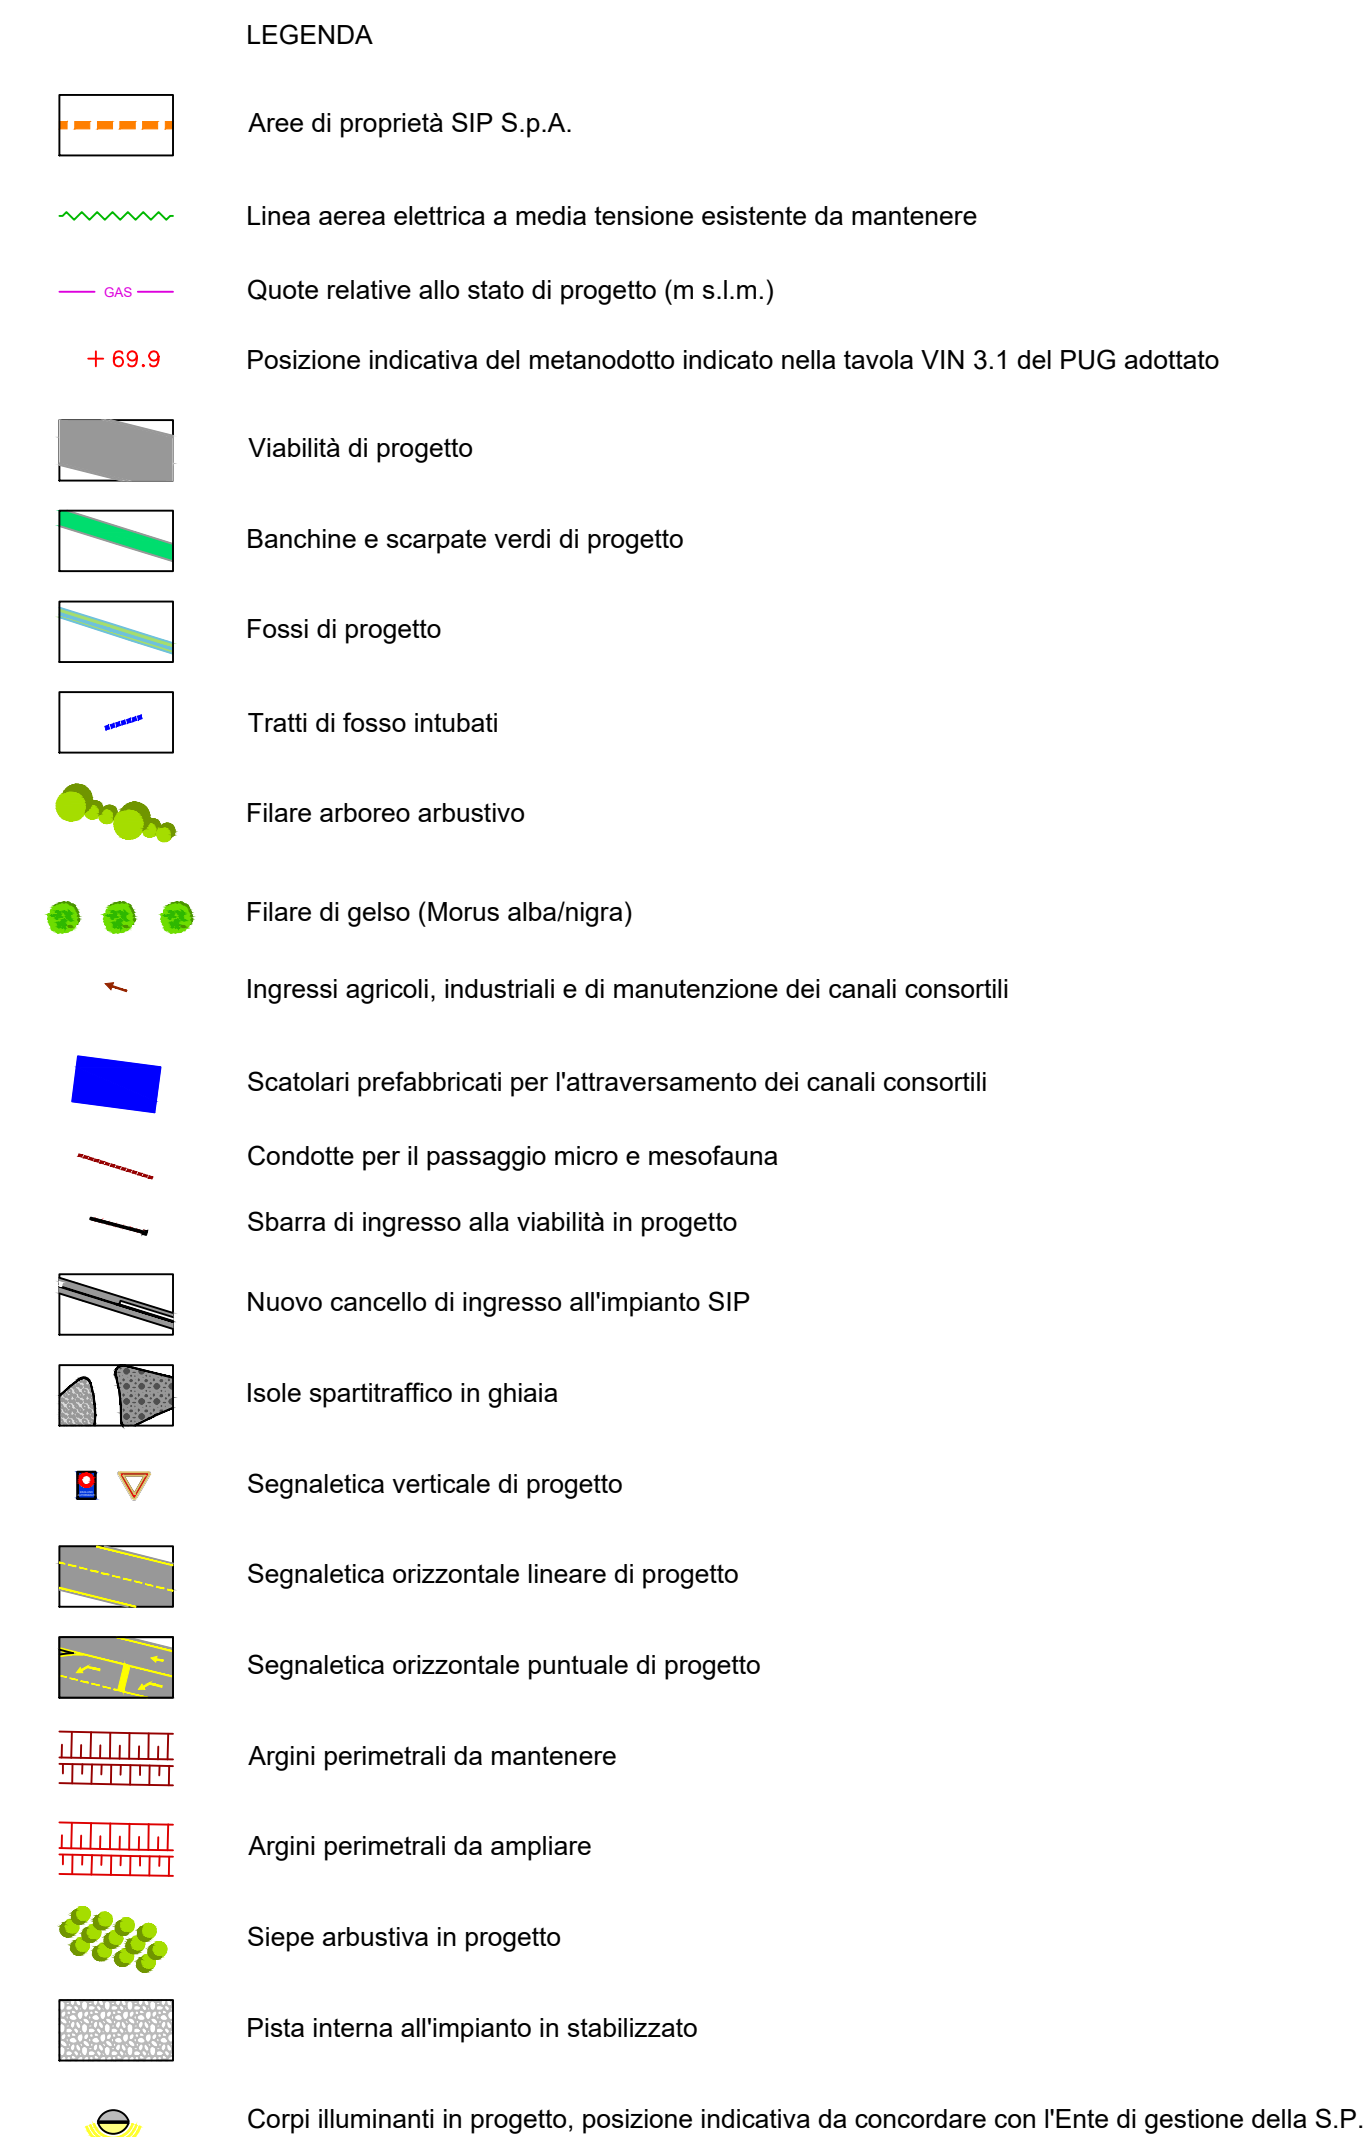 LEGENDA
Aree di proprietà SIP S.p.A.
Linea aerea elettrica a media tensione esistente da mantenere
GAS Quote relative allo stato di progetto (m s.l.m.)
+ 69.9 Posizione indicativa del metanodotto indicato nella tavola VIN 3.1 del PUG adottato
Viabilità di progetto
Banchine e scarpate verdi di progetto
Fossi di progetto
Tratti di fosso intubati
Filare arboreo arbustivo
Filare di gelso (Morus alba/nigra)
Ingressi agricoli, industriali e di manutenzione dei canali consortili
Scatolari prefabbricati per l'attraversamento dei canali consortili
Condotte per il passaggio micro e mesofauna
Sbarra di ingresso alla viabilità in progetto
Nuovo cancello di ingresso all'impianto SIP
Isole spartitraffico in ghiaia
Segnaletica verticale di progetto
Segnaletica orizzontale lineare di progetto
Segnaletica orizzontale puntuale di progetto
Argini perimetrali da mantenere
Argini perimetrali da ampliare
Siepe arbustiva in progetto
Pista interna all'impianto in stabilizzato
Corpi illuminanti in progetto, posizione indicativa da concordare con l'Ente di gestione della S.P.